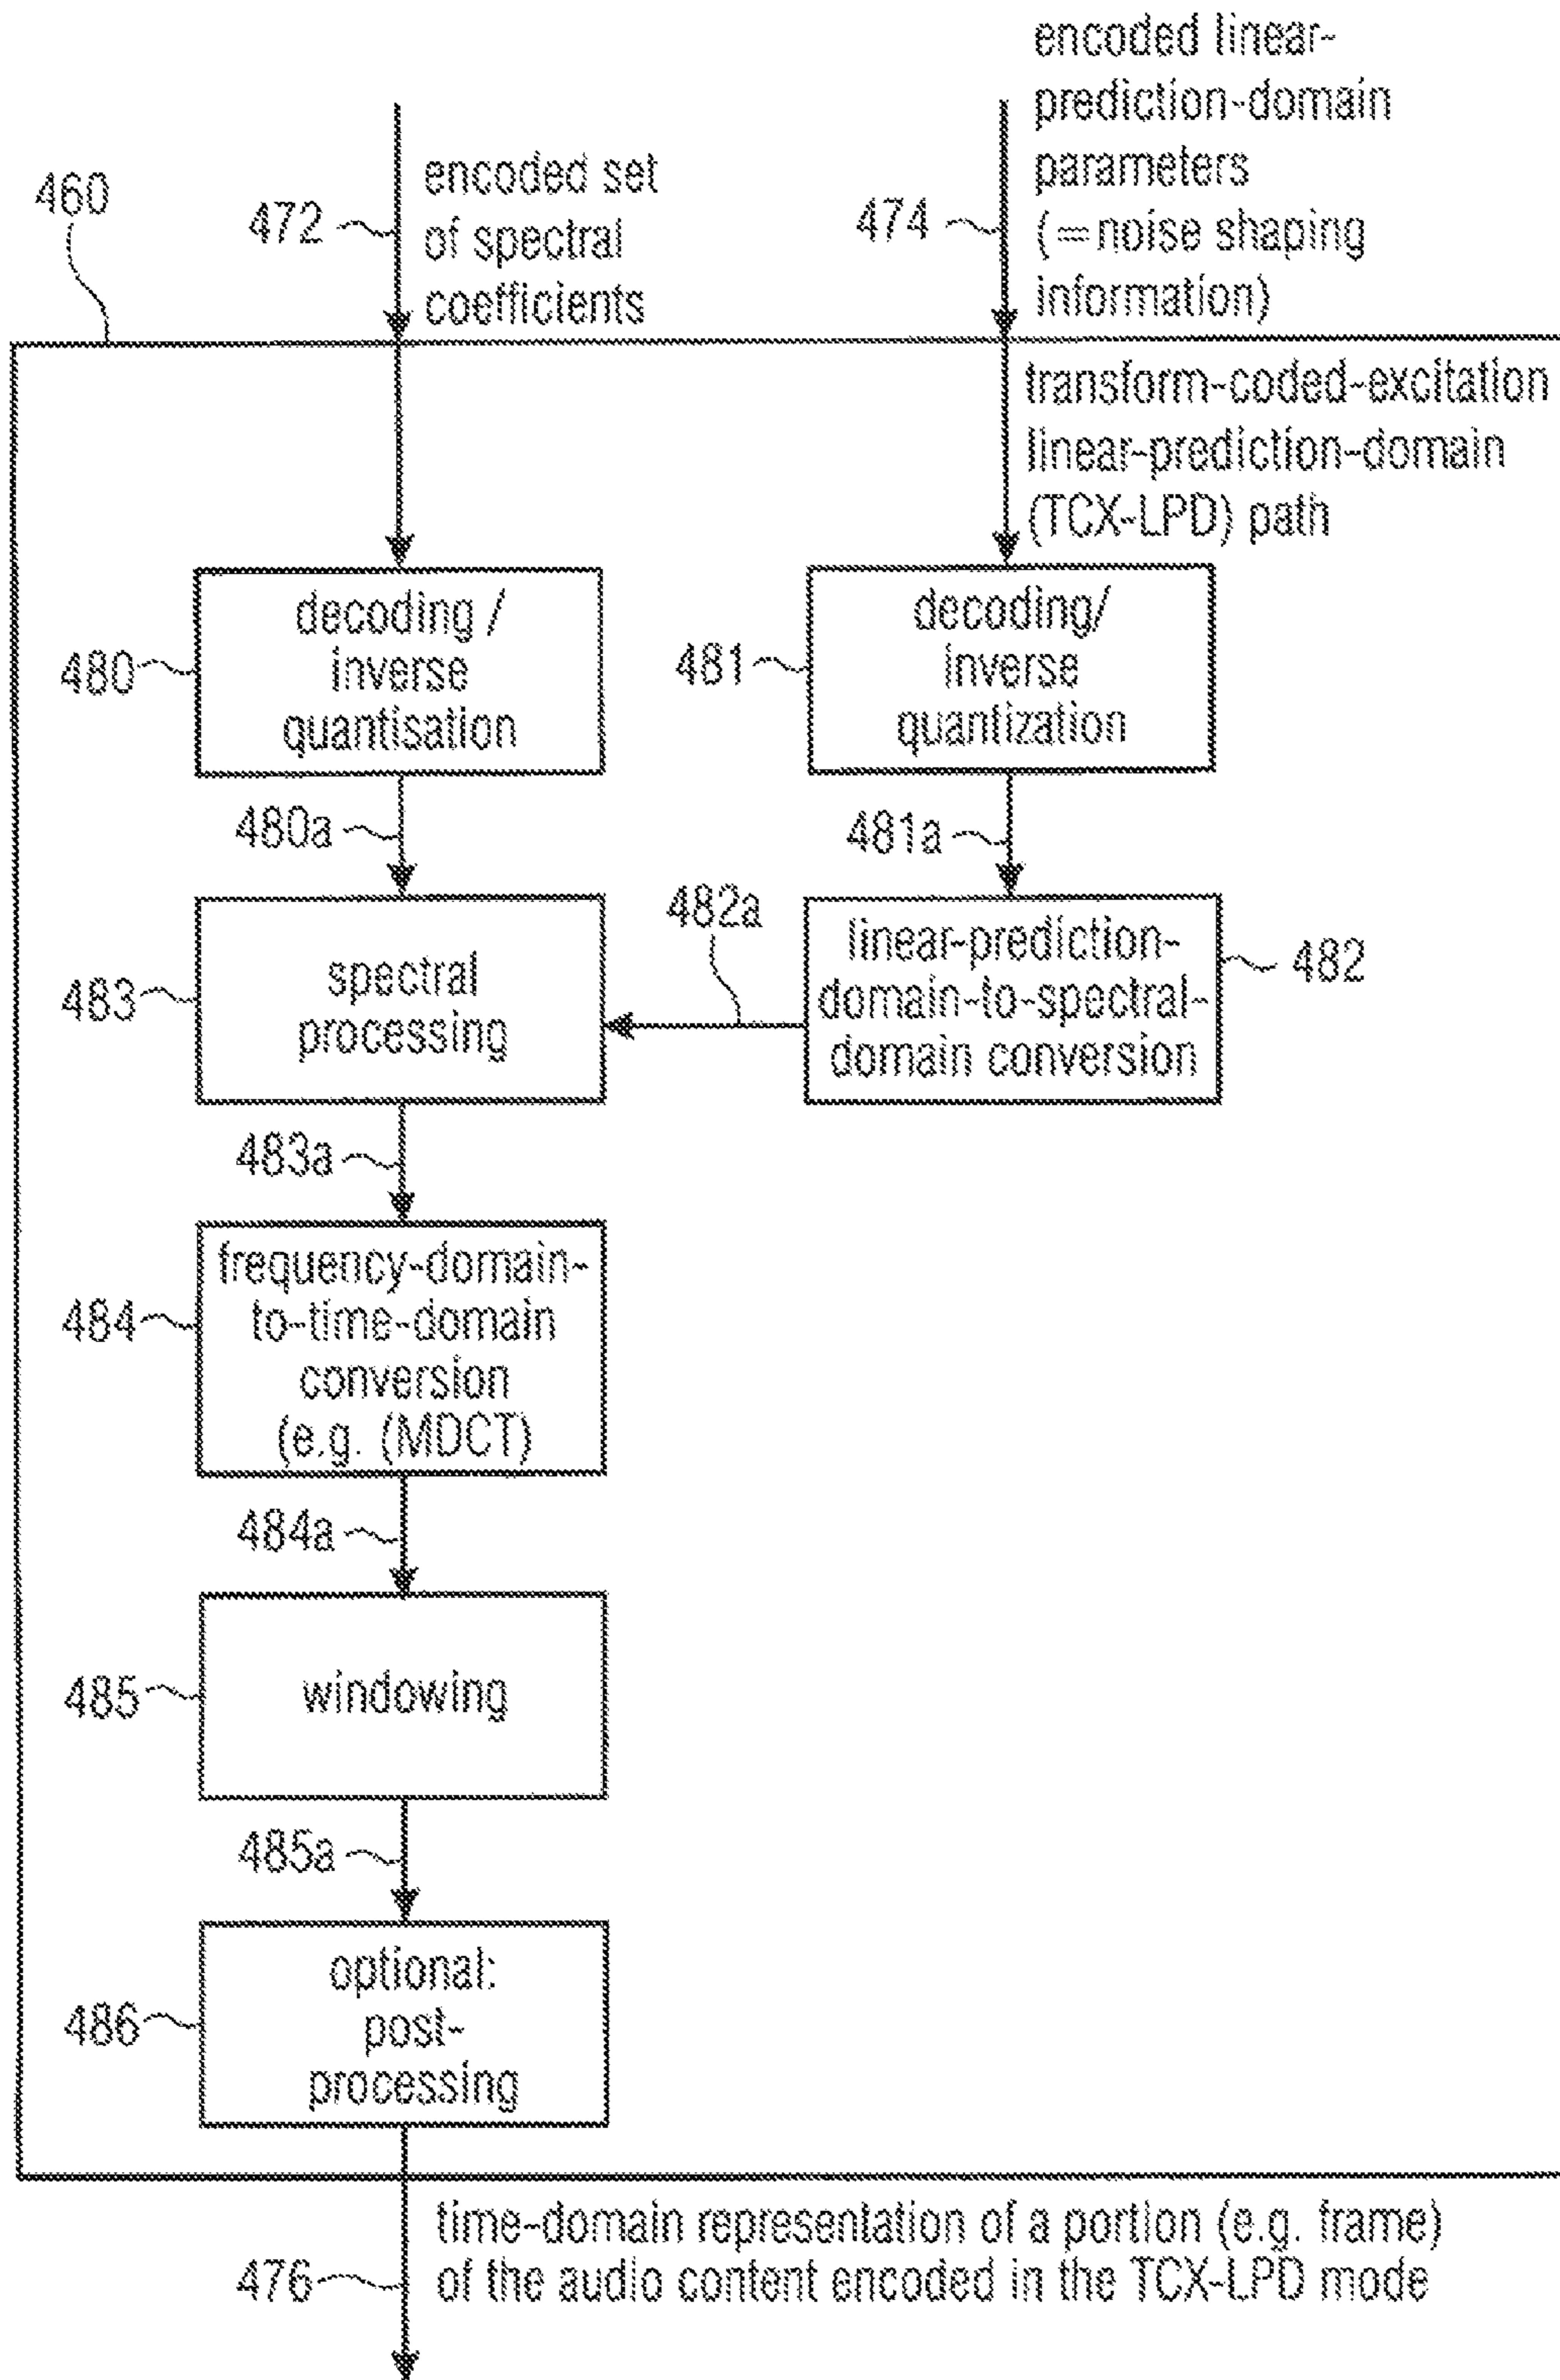 encoded linear-
prediction-domain
parameters
(=noise shaping
information)
encoded set
of spectral
coefficients
460
472
474
transform-coded-excitation
linear-prediction-domain
(TCX-LPD) path
decoding /
inverse
quantisation
480
decoding/
inverse
quantization
481
480a
481a
482a
spectral
processing
483
linear-prediction-
domain-to-spectral-
domain conversion
482
483a
frequency-domain-
to-time-domain
conversion
(e.g. (MDCT)
484
484a
windowing
485
485a
optional:
post-
processing
486
time-domain representation of a portion (e.g. frame)
of the audio content encoded in the TCX-LPD mode
476